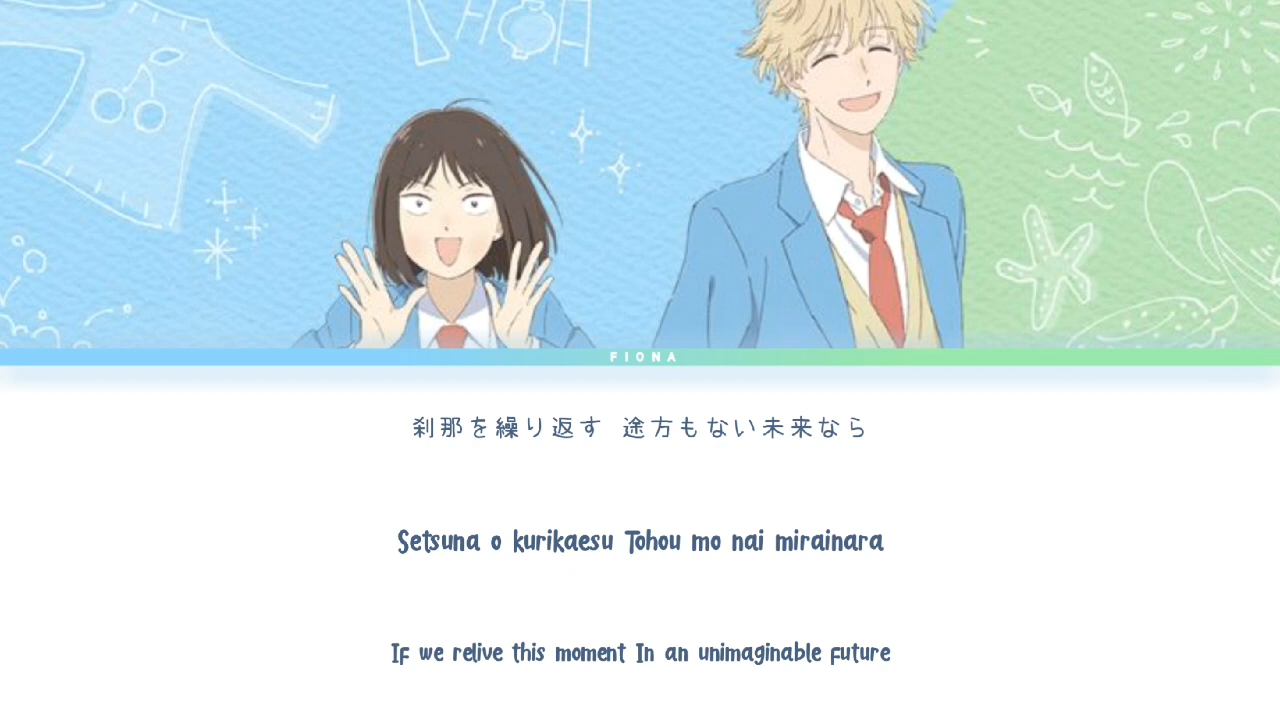 FIONA
刹那を繰り返す 途方もない未来なら
Setsuna o kurikaesu Tohou mo nai mirainara
If we relive this moment In an unimaginable future